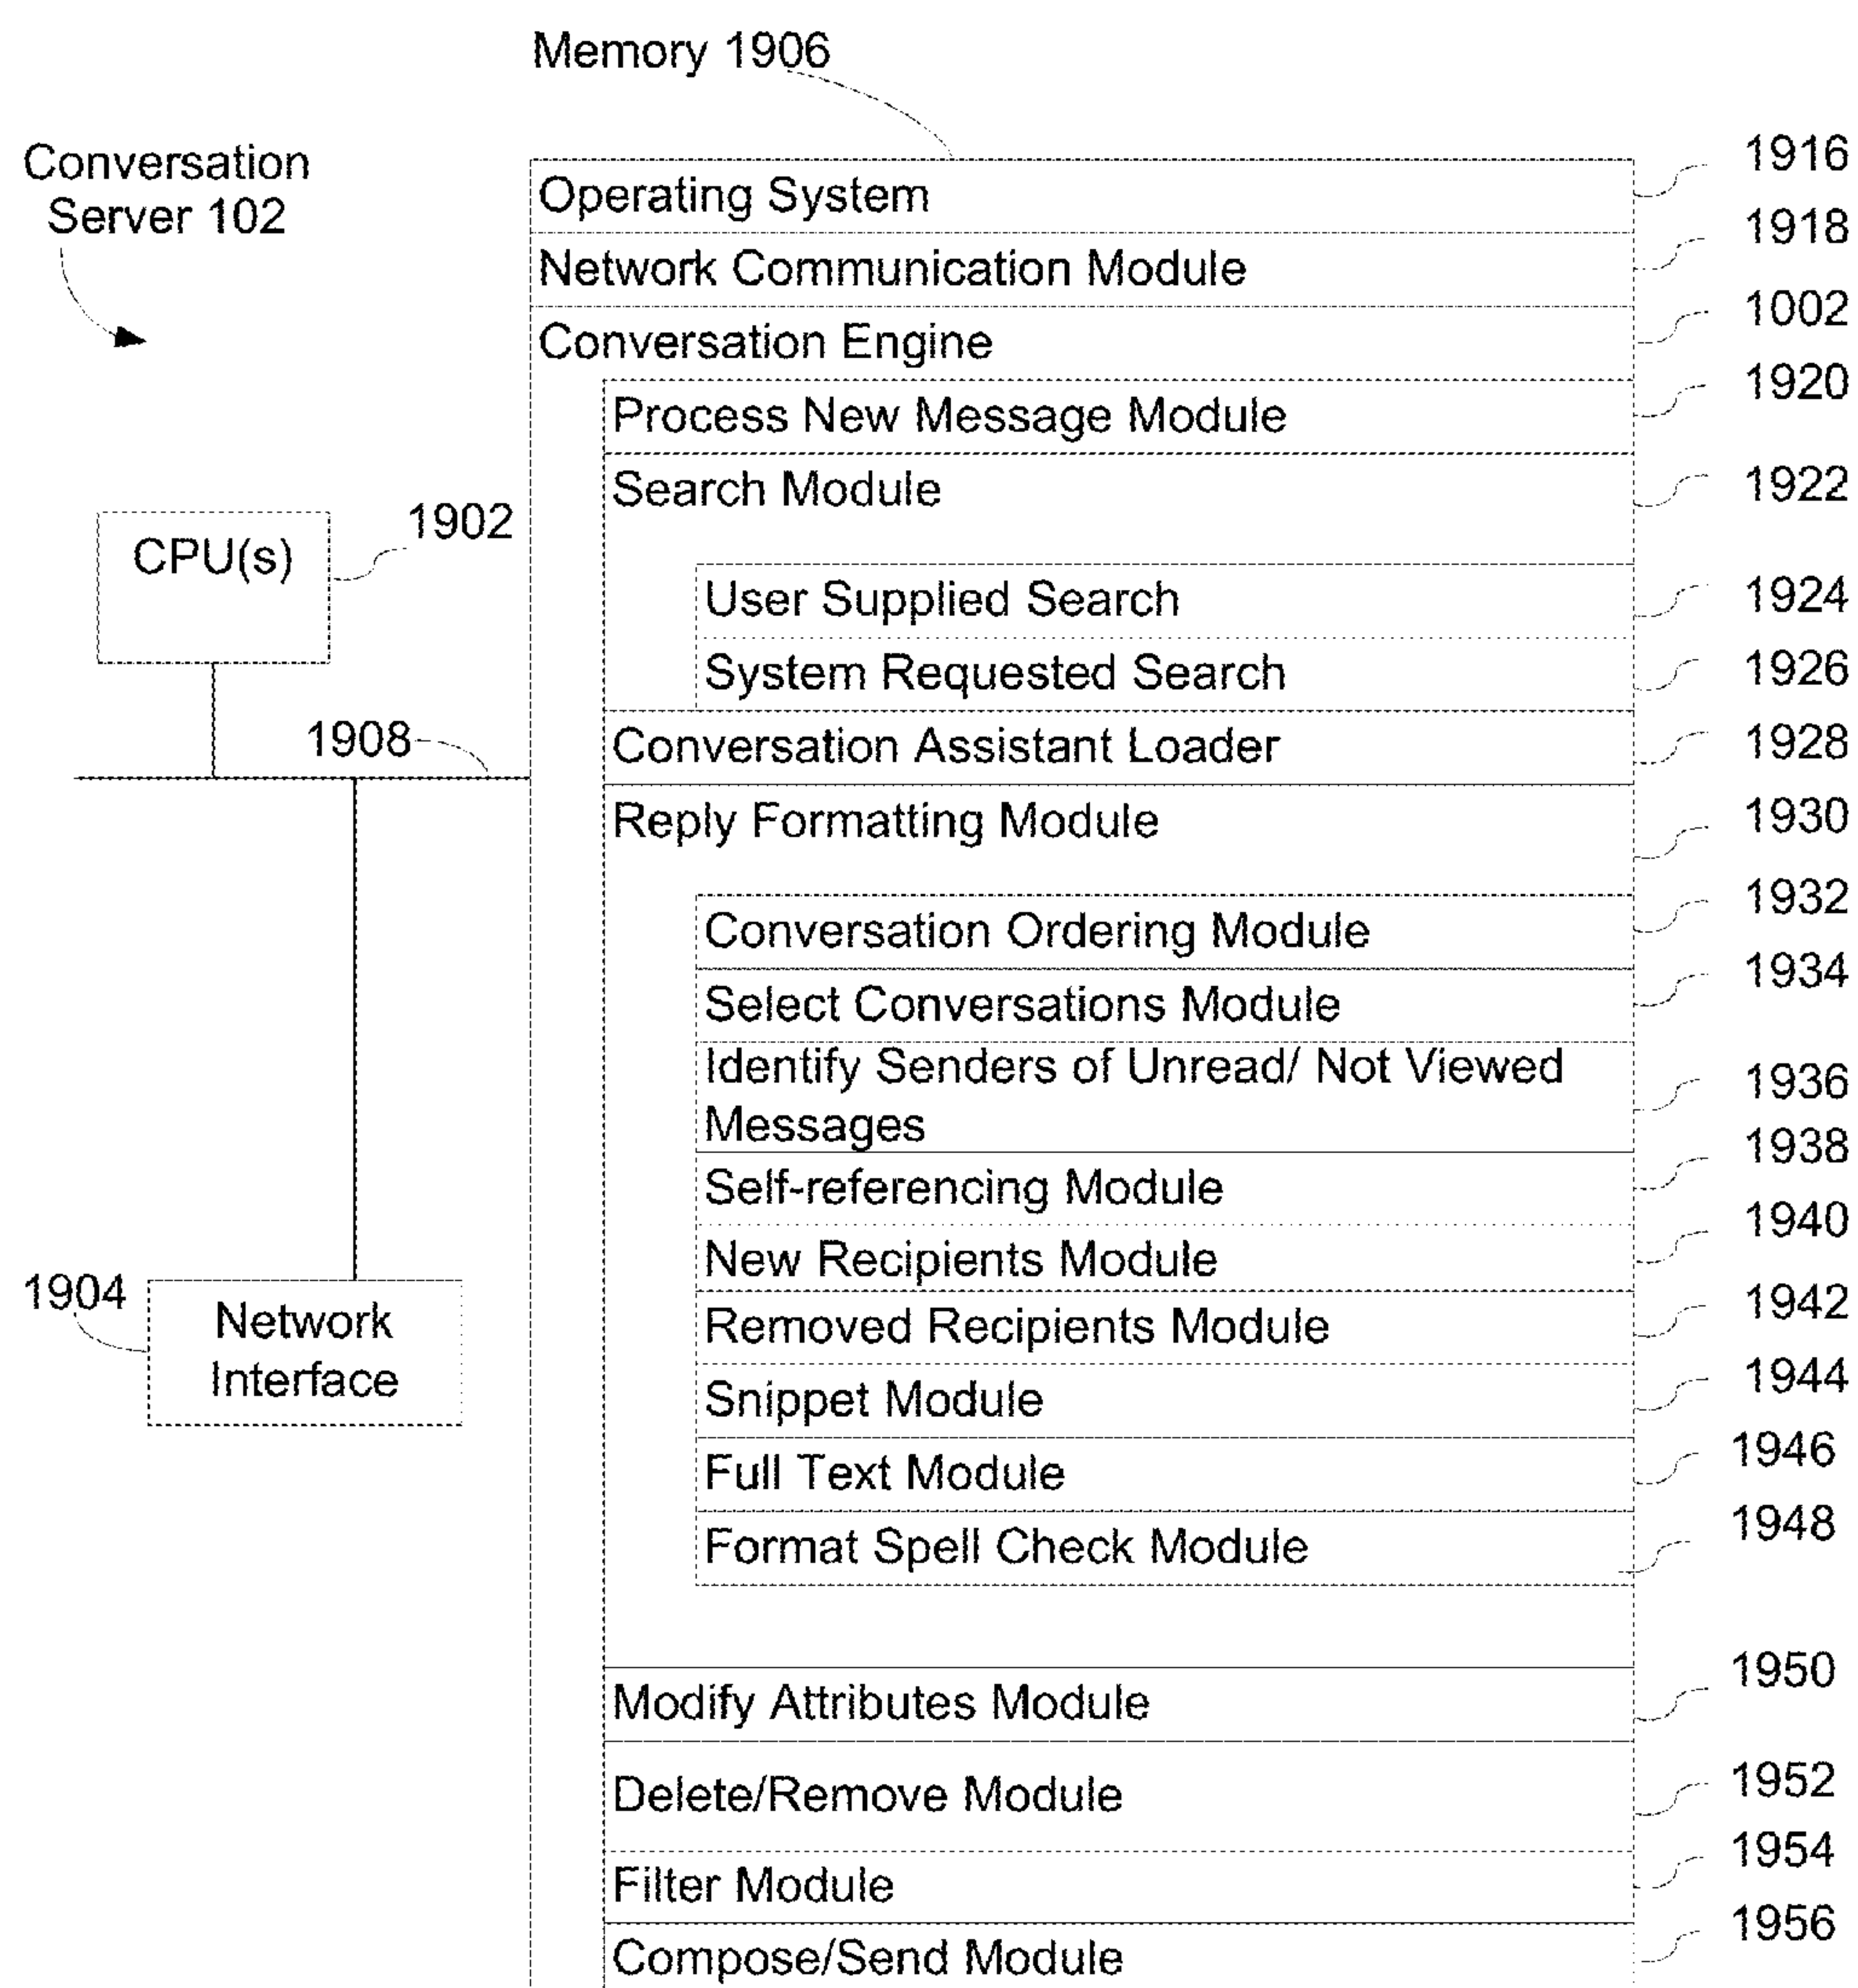 Memory 1906
Conversation
Server 102
Operating System
1916
Network Communication Module
1918
Conversation Engine
1002
Process New Message Module
1920
Search Module
1922
CPU(s)
1902
User Supplied Search
1924
System Requested Search
1926
1908
Conversation Assistant Loader
1928
Reply Formatting Module
1930
Conversation Ordering Module
1932
Select Conversations Module
1934
Identify Senders of Unread/ Not Viewed
Messages
1936
Self-referencing Module
1938
New Recipients Module
1940
1904
Network
Interface
Removed Recipients Module
1942
Snippet Module
1944
Full Text Module
1946
Format Spell Check Module
1948
Modify Attributes Module
1950
Delete/Remove Module
1952
Filter Module
1954
Compose/Send Module
1956